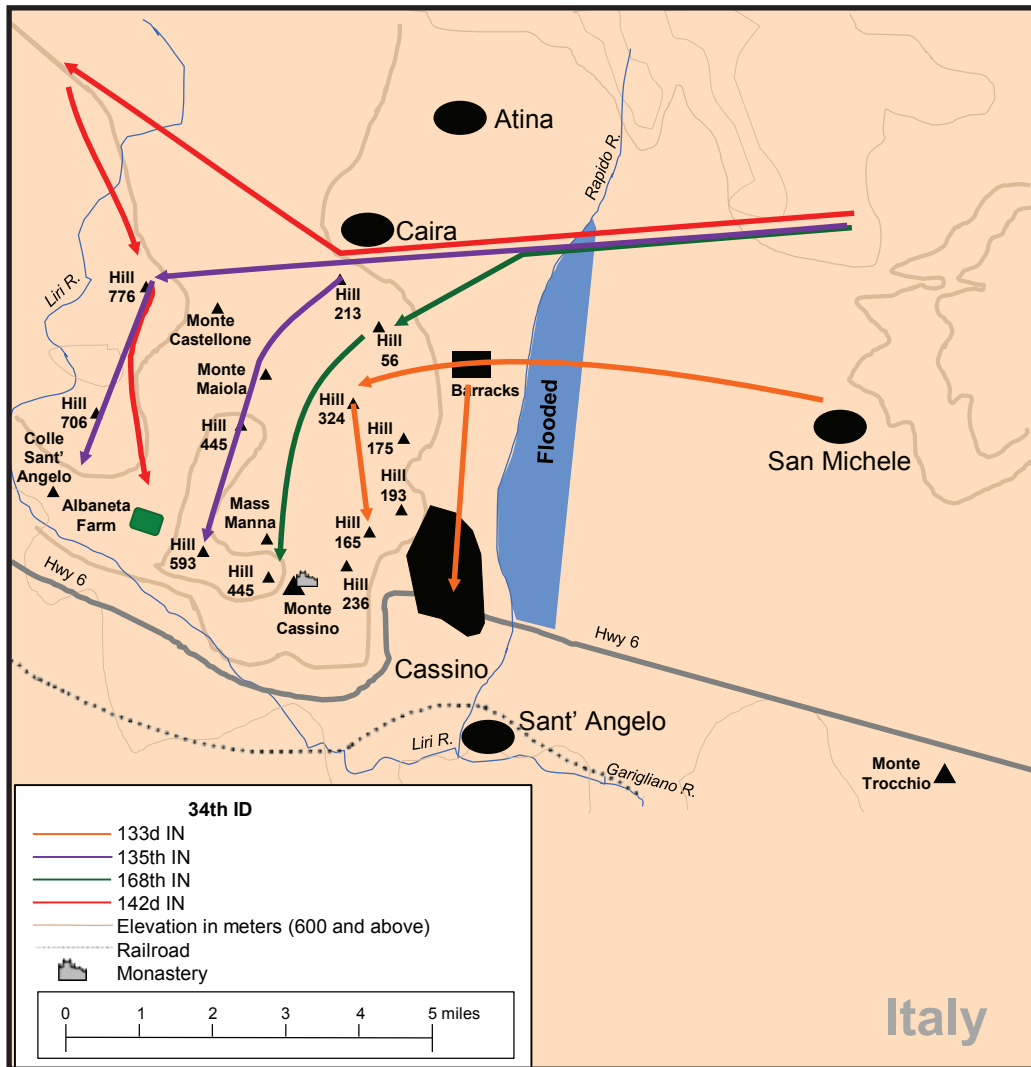 Atina
Rapido R.
Caira
Liri R.
Hill
776
Monte
Castellone
Hill
213
Hill
56
Monte
Maiola
Barracks
Hill
324
Hill
706
Hill
445
Hill
175
San Michele
Flooded
Colle
Sant’
Angelo
Albaneta
Farm
Mass
Manna
Hill
193
Hill
165
Hill
593
Hill
445
Monte
Cassino
Hill
236
Hwy 6
Hwy 6
Cassino
Sant’ Angelo
Liri R.
Garigliano R.
Monte
Trocchio
34th ID
133d IN
135th IN
168th IN
142d IN
Elevation in meters (600 and above)
Railroad
Monastery
0 1 2 3 4 5 miles
Italy